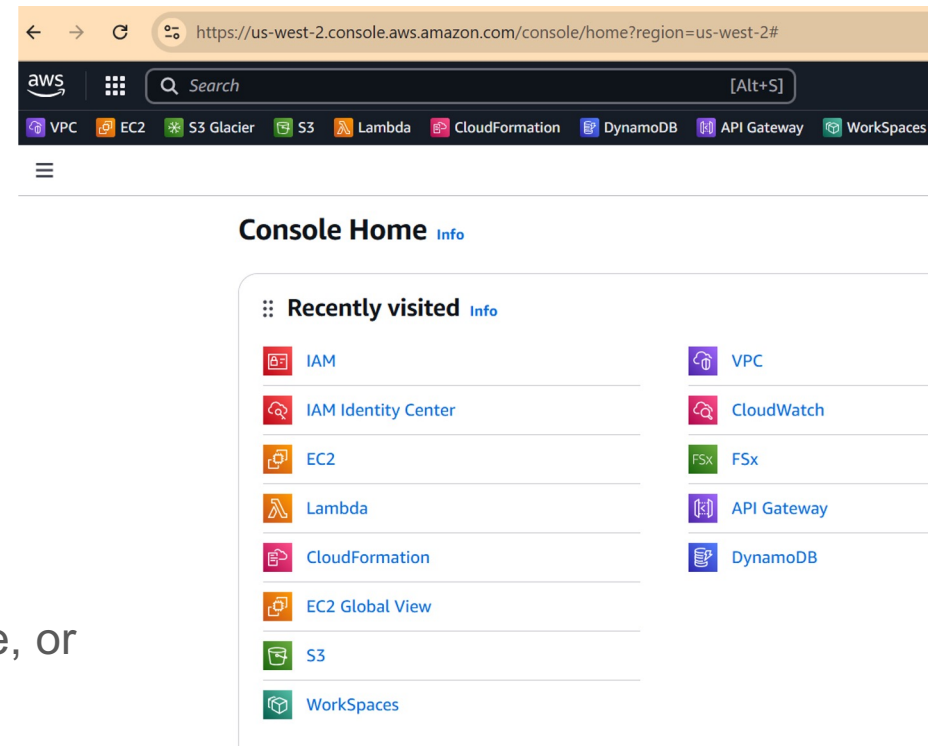 https://us-west-2.console.aws.amazon.com/console/home?region=us-west-2#
aws Search [Alt+S]
VPC EC2 S3 Glacier S3 Lambda CloudFormation DynamoDB API Gateway WorkSpaces
Console Home Info
Recently visited Info
IAM VPC
IAM Identity Center CloudWatch
EC2 FSx FSx
Lambda API Gateway
CloudFormation DynamoDB
EC2 Global View
e, or
S3
WorkSpaces